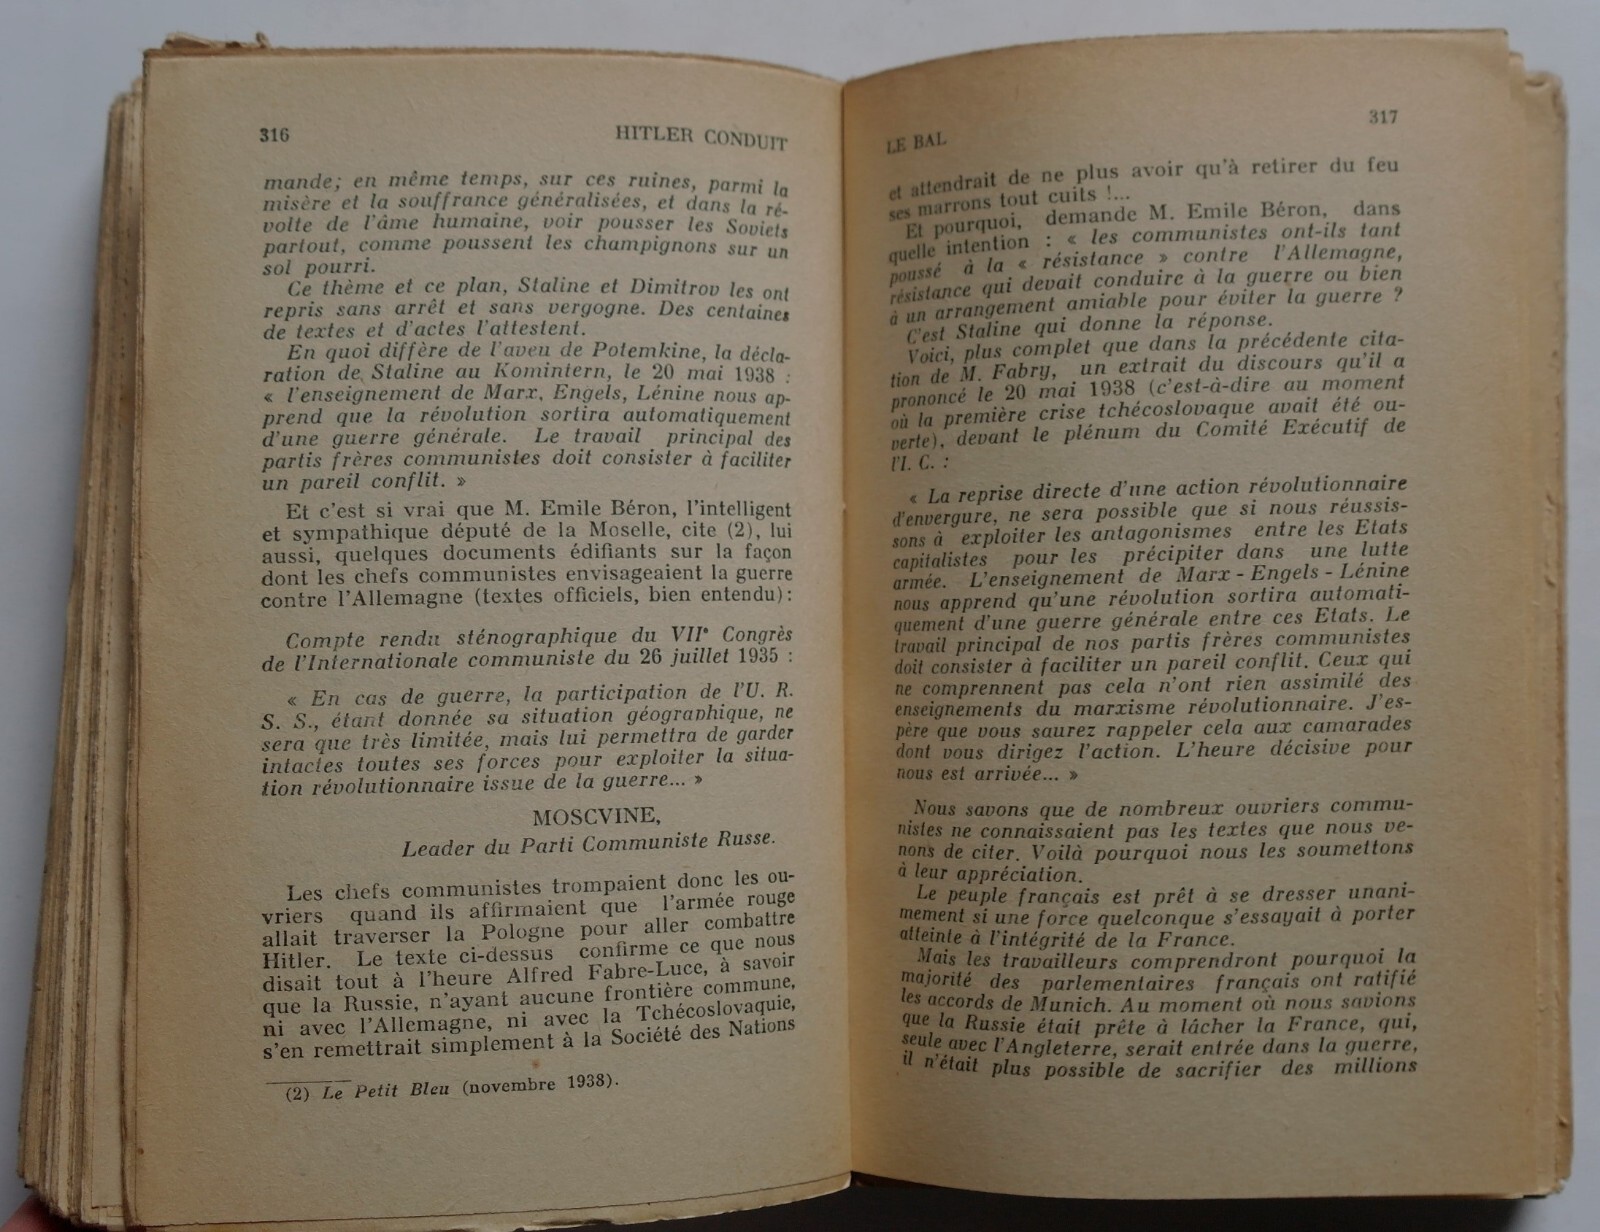 316
HITLER CONDUIT
mande; en même temps, sur ces ruines, parmi la
misère et la souffrance généralisées, et dans la ré-
volte de l'âme humaine, voir pousser les Soviets
partout, comme poussent les champignons sur un
sol pourri.
Ce thème et ce plan, Staline et Dimitrov les ont
repris sans arrêt et sans vergogne. Des centaines
de textes et d'actes l'attestent.
En quoi diffère de l'aveu de Potemkine, la décla-
ration de Staline au Komintern, le 20 mai 1938 :
« l'enseignement de Marx, Engels, Lénine nous ap-
prend que la révolution sortira automatiquement
d'une guerre générale. Le travail principal des
partis frères communistes doit consister à faciliter
un pareil conflit. »
Et c'est si vrai que M. Emile Béron, l'intelligent
et sympathique député de la Moselle, cite (2), lui
aussi, quelques documents édifiants sur la façon
dont les chefs communistes envisageaient la guerre
contre l'Allemagne (textes officiels, bien entendu) :
Compte rendu sténographique du VIIe Congrès
de l'Internationale communiste du 26 juillet 1935 :
« En cas de guerre, la participation de l'U. R.
S. S., étant donnée sa situation géographique, ne
sera que très limitée, mais lui permettra de garder
intactes toutes ses forces pour exploiter la situa-
tion révolutionnaire issue de la guerre... »
MOSCVINE,
Leader du Parti Communiste Russe.
Les chefs communistes trompaient donc les ou-
vriers quand ils affirmaient que l'armée rouge
allait traverser la Pologne pour aller combattre
Hitler. Le texte ci-dessus confirme ce que nous
disait tout à l'heure Alfred Fabre-Luce, à savoir
que la Russie, n'ayant aucune frontière commune,
ni avec l'Allemagne, ni avec la Tchécoslovaquie,
s'en remettrait simplement à la Société des Nations
(2) Le Petit Bleu (novembre 1938).
317
LE BAL
et attendrait de ne plus avoir qu'à retirer du feu
ses marrons tout cuits !...
Et pourquoi, demande M. Emile Béron, dans
quelle intention : « les communistes ont-ils tant
poussé à la « résistance » contre l'Allemagne,
résistance qui devait conduire à la guerre ou bien
à un arrangement amiable pour éviter la guerre ?
C'est Staline qui donne la réponse.
Voici, plus complet que dans la précédente cita-
tion de M. Fabry, un extrait du discours qu'il a
prononcé le 20 mai 1938 (c'est-à-dire au moment
où la première crise tchécoslovaque avait été ou-
verte), devant le plénum du Comité Exécutif de
l'I. C. :
« La reprise directe d'une action révolutionnaire
d'envergure, ne sera possible que si nous réussis-
sons à exploiter les antagonismes entre les Etats
capitalistes pour les précipiter dans une lutte
armée. L'enseignement de Marx - Engels - Lénine
nous apprend qu'une révolution sortira automati-
quement d'une guerre générale entre ces Etats. Le
travail principal de nos partis frères communistes
doit consister à faciliter un pareil conflit. Ceux qui
ne comprennent pas cela n'ont rien assimilé des
enseignements du marxisme révolutionnaire. J'es-
père que vous saurez rappeler cela aux camarades
dont vous dirigez l'action. L'heure décisive pour
nous est arrivée... »
Nous savons que de nombreux ouvriers commu-
nistes ne connaissaient pas les textes que nous ve-
nons de citer. Voilà pourquoi nous les soumettons
à leur appréciation.
Le peuple français est prêt à se dresser unani-
mement si une force quelconque s'essayait à porter
atteinte à l'intégrité de la France.
Mais les travailleurs comprendront pourquoi la
majorité des parlementaires français ont ratifié
les accords de Munich. Au moment où nous savions
que la Russie était prête à lâcher la France, qui,
seule avec l'Angleterre, serait entrée dans la guerre,
il n'était plus possible de sacrifier des millions